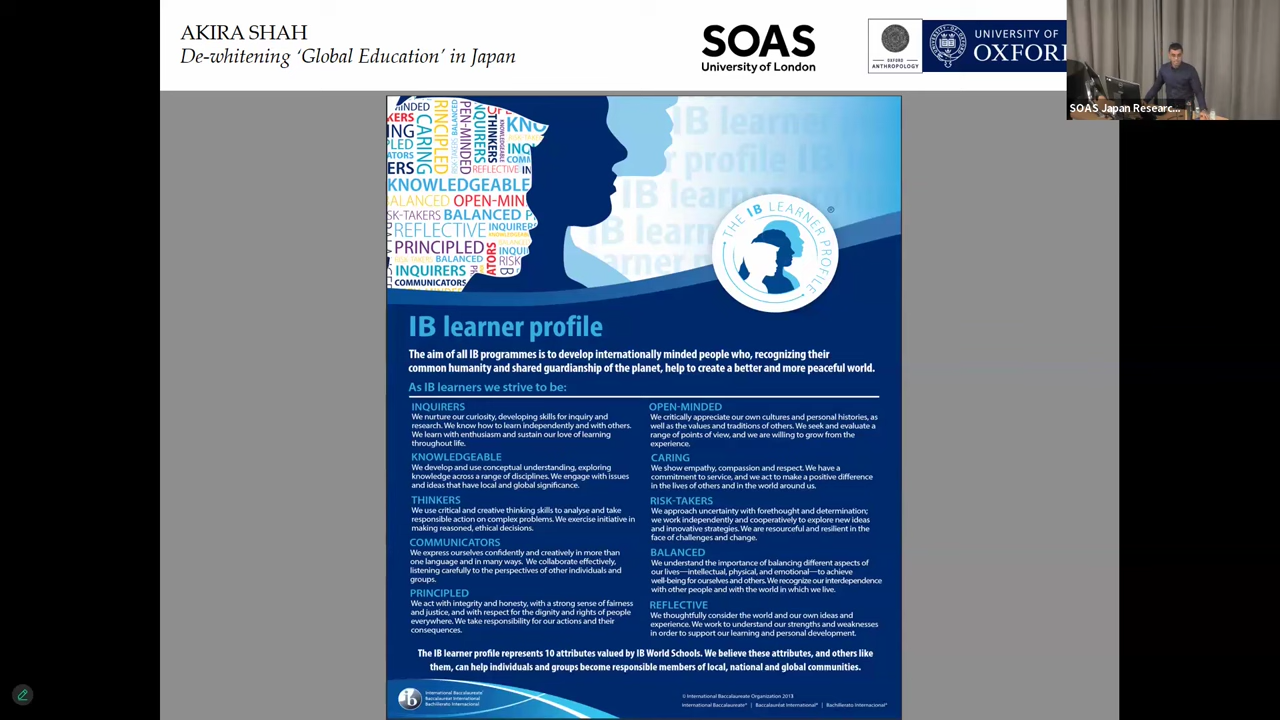 AKIRA SHAH
De-whitening ‘Global Education’ in Japan
SOAS
University of London
OXFORD
ANTHROPOLOGY
UNIVERSITY OF
OXFORD
SOAS Japan Researc...
KNOWLEDGEABLE
BALANCED
REFLECTIVE
PRINCIPLED
INQUIRERS
COMMUNICATORS
THE IB LEARNER PROFILE
®
IB learner profile
The aim of all IB programmes is to develop internationally minded people who, recognizing their
common humanity and shared guardianship of the planet, help to create a better and more peaceful world.
As IB learners we strive to be:
INQUIRERS
We nurture our curiosity, developing skills for inquiry and
research. We know how to learn independently and with others.
We learn with enthusiasm and sustain our love of learning
throughout life.
KNOWLEDGEABLE
We develop and use conceptual understanding, exploring
knowledge across a range of disciplines. We engage with issues
and ideas that have local and global significance.
THINKERS
We use critical and creative thinking skills to analyse and take
responsible action on complex problems. We exercise initiative in
making reasoned, ethical decisions.
COMMUNICATORS
We express ourselves confidently and creatively in more than
one language and in many ways. We collaborate effectively,
listening carefully to the perspectives of other individuals and
groups.
PRINCIPLED
We act with integrity and honesty, with a strong sense of fairness
and justice, and with respect for the dignity and rights of people
everywhere. We take responsibility for our actions and their
consequences.
OPEN-MINDED
We critically appreciate our own cultures and personal histories, as
well as the values and traditions of others. We seek and evaluate a
range of points of view, and we are willing to grow from the
experience.
CARING
We show empathy, compassion and respect. We have a
commitment to service, and we act to make a positive difference
in the lives of others and in the world around us.
RISK-TAKERS
We approach uncertainty with forethought and determination;
we work independently and cooperatively to explore new ideas
and innovative strategies. We are resourceful and resilient in the
face of challenges and change.
BALANCED
We understand the importance of balancing different aspects of
our lives—intellectual, physical, and emotional—to achieve
well-being for ourselves and others. We recognize our interdependence
with other people and with the world in which we live.
REFLECTIVE
We thoughtfully consider the world and our own ideas and
experience. We work to understand our strengths and weaknesses
in order to support our learning and personal development.
The IB learner profile represents 10 attributes valued by IB World Schools. We believe these attributes, and others like
them, can help individuals and groups become responsible members of local, national and global communities.
International Baccalaureate®
Baccalauréat International
Bachillerato Internacional
© International Baccalaureate Organization 2013
International Baccalaureate® | Baccalauréat International® | Bachillerato Internacional®